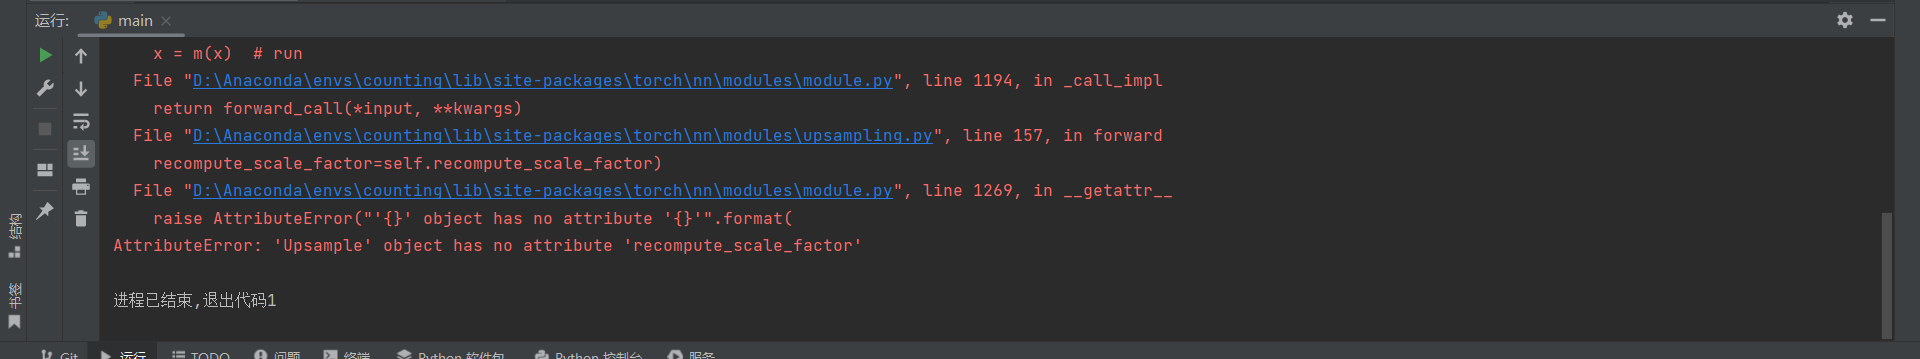 运行: main
x = m(x)  # run
File "D:\Anaconda\envs\counting\lib\site-packages\torch\nn\modules\module.py", line 1194, in _call_impl
return forward_call(*input, **kwargs)
File "D:\Anaconda\envs\counting\lib\site-packages\torch\nn\modules\upsampling.py", line 157, in forward
recompute_scale_factor=self.recompute_scale_factor)
File "D:\Anaconda\envs\counting\lib\site-packages\torch\nn\modules\module.py", line 1269, in __getattr__
raise AttributeError("'{}' object has no attribute '{}'".format(
AttributeError: 'Upsample' object has no attribute 'recompute_scale_factor'
进程已结束,退出代码1
结构
书签
Git 运行 TODO 问题 终端 Python 软件包 Python 控制台 服务